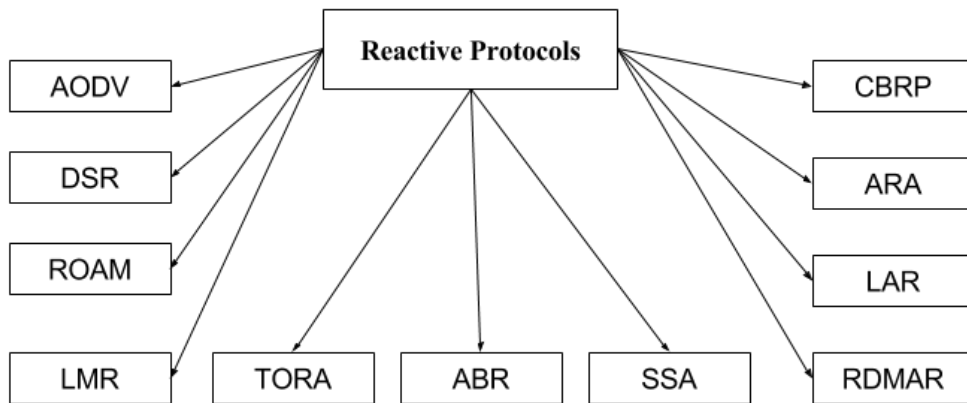 Reactive Protocols
AODV
CBRP
DSR
ARA
ROAM
LAR
LMR
TORA
ABR
SSA
RDMAR